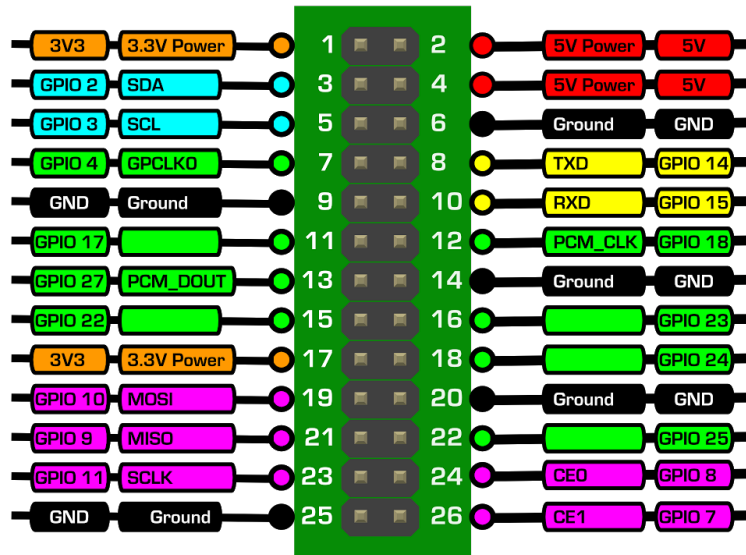 3V3 3.3V Power 1 2 5V Power 5V
GPIO 2 SDA 3 4 5V Power 5V
GPIO 3 SCL 5 6 Ground GND
GPIO 4 GPCLK0 7 8 TXD GPIO 14
GND Ground 9 10 RXD GPIO 15
GPIO 17 11 12 PCM_CLK GPIO 18
GPIO 27 PCM_DOUT 13 14 Ground GND
GPIO 22 15 16 GPIO 23
3V3 3.3V Power 17 18 GPIO 24
GPIO 10 MOSI 19 20 Ground GND
GPIO 9 MISO 21 22 GPIO 25
GPIO 11 SCLK 23 24 CE0 GPIO 8
GND Ground 25 26 CE1 GPIO 7